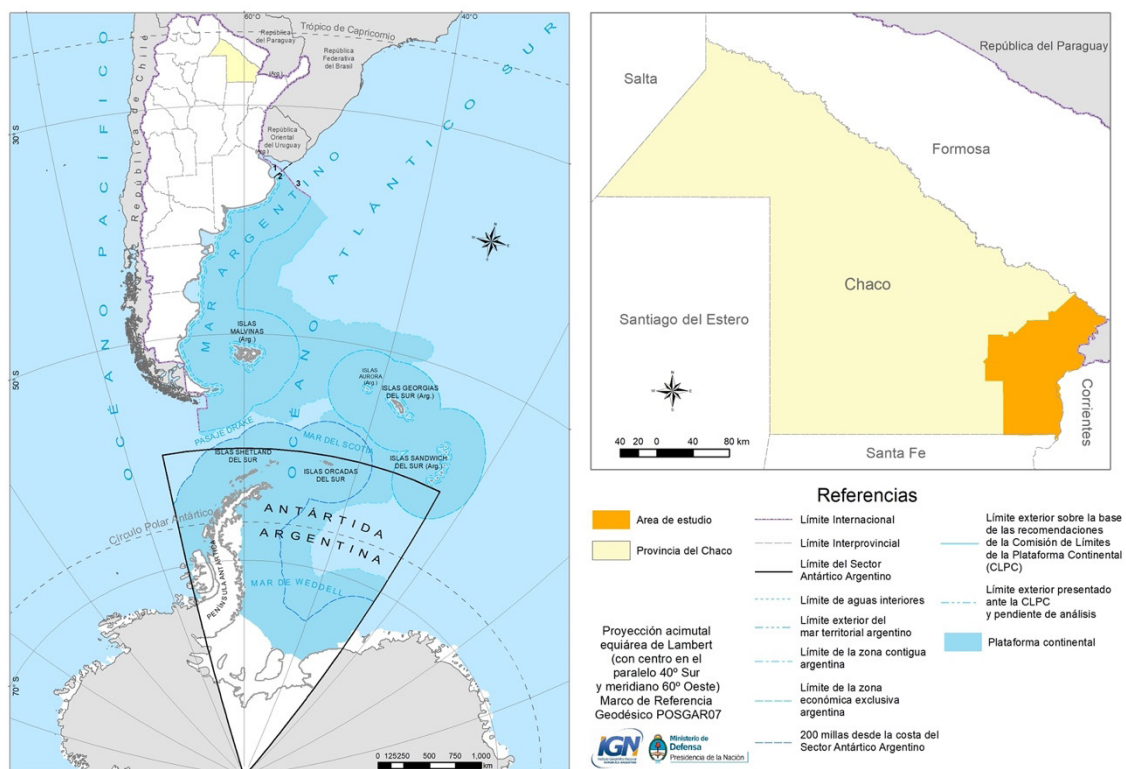 60°O
40°O
Trópico de Capricornio
República
del Paraguay
República
Federativa
del Brasil
(Arg.)
República de Chile
OCÉANO PACÍFICO
30°S
República
Oriental
del Uruguay
(Arg.)
1
2
3
MAR ARGENTINO
OCÉANO ATLÁNTICO SUR
ISLAS
MALVINAS
(Arg.)
50°S
ISLAS
AURORA
(Arg.)
ISLAS GEORGIAS
DEL SUR (Arg.)
PASAJE DRAKE
MAR DEL SCOTIA
ISLAS SHETLAND
DEL SUR
ISLAS ORCADAS
DEL SUR
ISLAS SANDWICH
DEL SUR (Arg.)
Círculo Polar Antártico
ANTÁRTIDA
ARGENTINA
PENÍNSULA ANTÁRTICA
MAR DE WEDDELL
70°S
0 125250 500 750 1,000
km
República del Paraguay
Salta
Formosa
Chaco
Santiago del Estero
Corrientes
N
40 20 0 40 80 km
Santa Fe
Referencias
Area de estudio
Provincia del Chaco
Límite Internacional
Límite Interprovincial
Límite del Sector
Antártico Argentino
Límite de aguas interiores
Límite exterior del
mar territorial argentino
Límite de la zona contigua
argentina
Límite de la zona
económica exclusiva
argentina
200 millas desde la costa del
Sector Antártico Argentino
Límite exterior sobre la base
de las recomendaciones
de la Comisión de Límites
de la Plataforma Continental
(CLPC)
Límite exterior presentado
ante la CLPC
y pendiente de análisis
Plataforma continental
Proyección acimutal
equiárea de Lambert
(con centro en el
paralelo 40º Sur
y meridiano 60º Oeste)
Marco de Referencia
Geodésico POSGAR07
IGN
Ministerio de
Defensa
Presidencia de la Nación